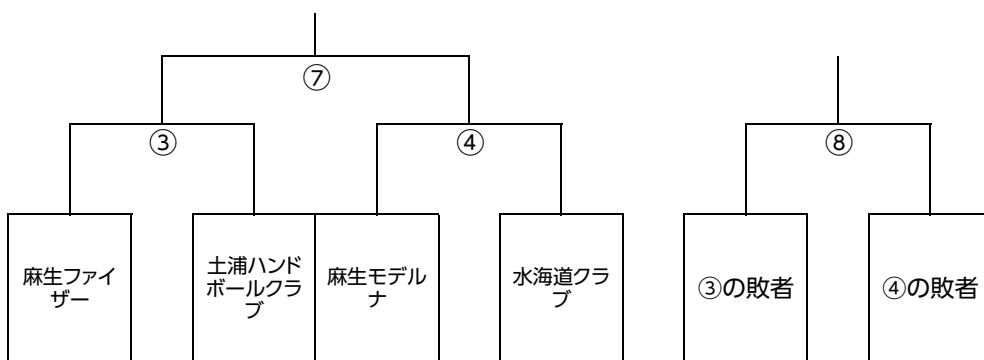 ⑦
③
④
⑧
麻生ファイ
ザー
土浦ハンド
ボールクラ
ブ
麻生モデル
ナ
水海道クラ
ブ
③の敗者
④の敗者